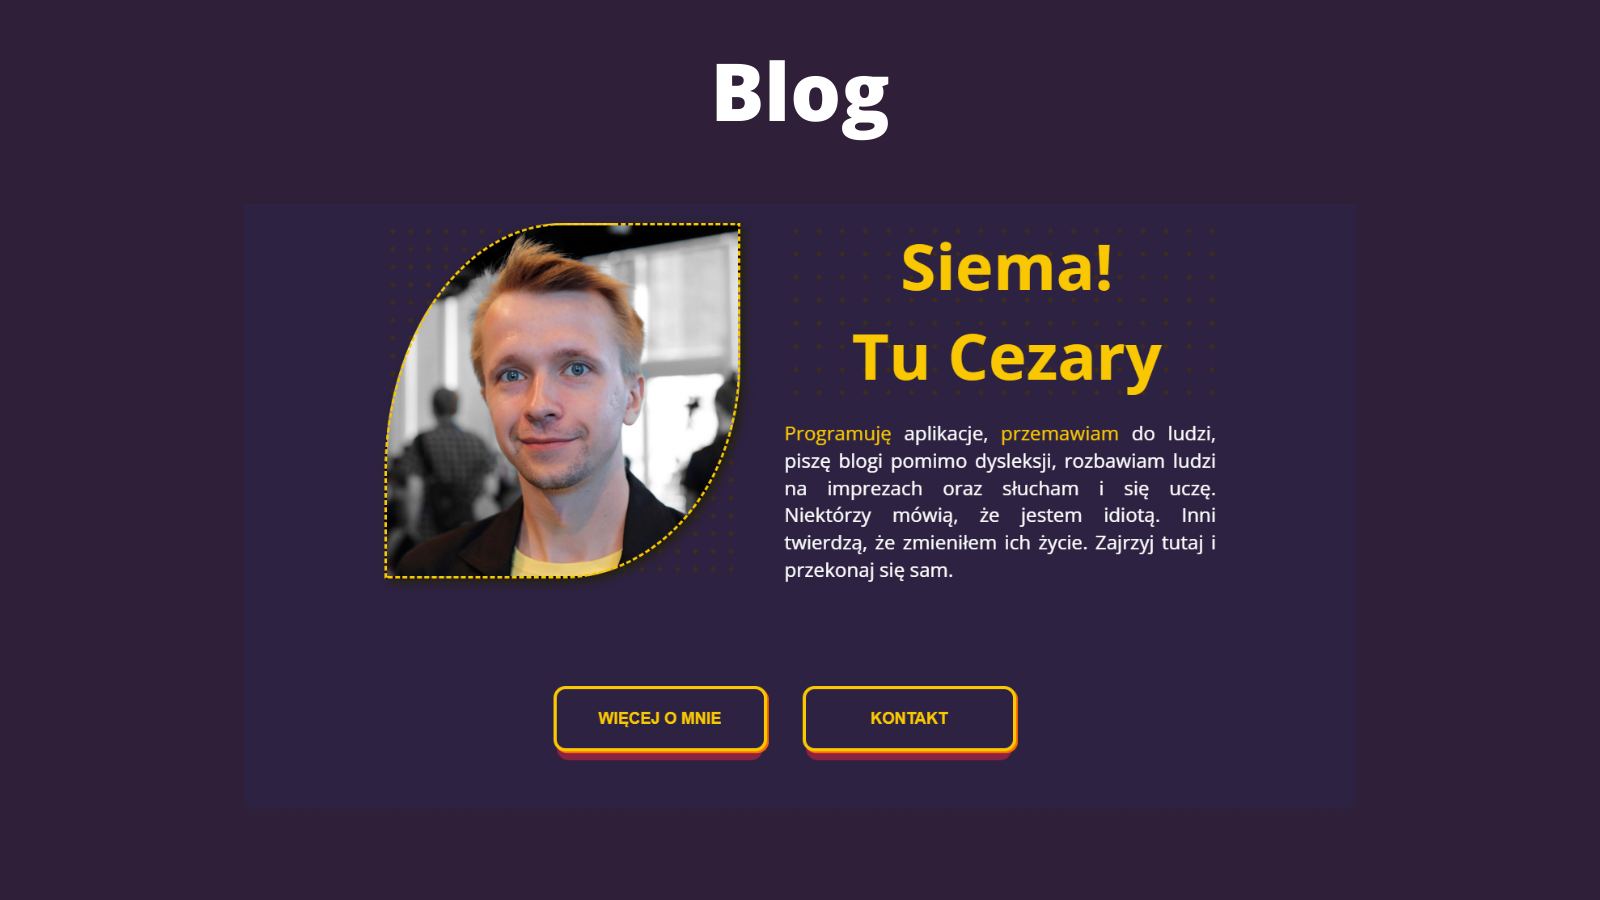 Blog
Siema!
Tu Cezary
Programuję aplikacje, przemawiam do ludzi,
piszę blogi pomimo dysleksji, rozbawiam ludzi
na imprezach oraz słucham i się uczę.
Niektórzy mówią, że jestem idiotą. Inni
twierdzą, że zmieniłem ich życie. Zajrzyj tutaj i
przekonaj się sam.
WIĘCEJ O MNIE
KONTAKT